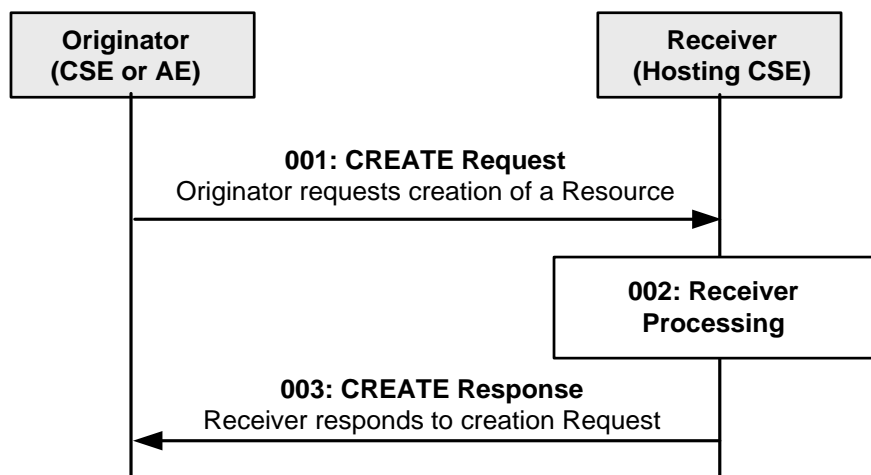 Originator
(CSE or AE)
Receiver
(Hosting CSE)
001: CREATE Request
Originator requests creation of a Resource
002: Receiver
Processing
003: CREATE Response
Receiver responds to creation Request